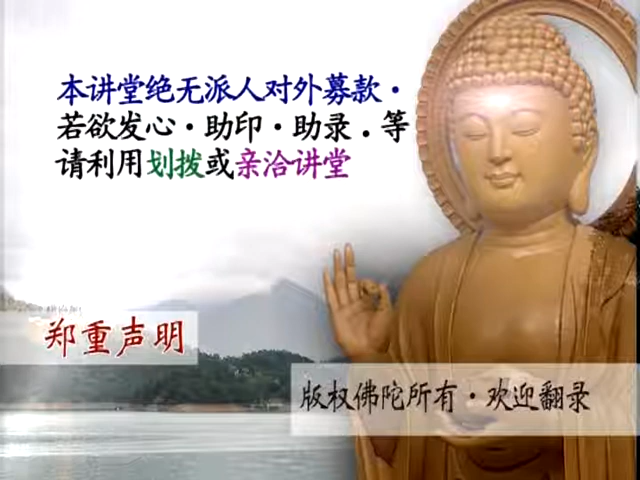 本讲堂绝无派人对外募款·
若欲发心·助印·助录.等
请利用划拨或亲洽讲堂
郑重声明
版权佛陀所有·欢迎翻录